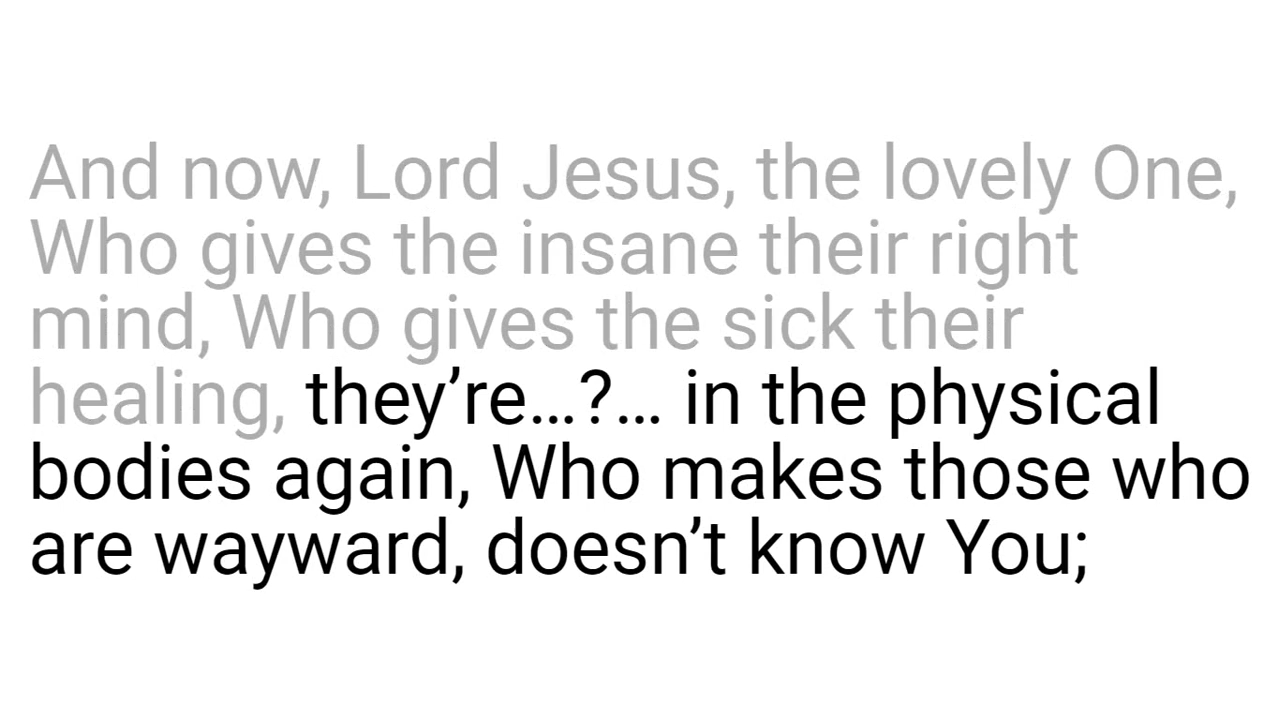 And now, Lord Jesus, the lovely One,
Who gives the insane their right
mind, Who gives the sick their
healing, they’re…?… in the physical
bodies again, Who makes those who
are wayward, doesn’t know You;